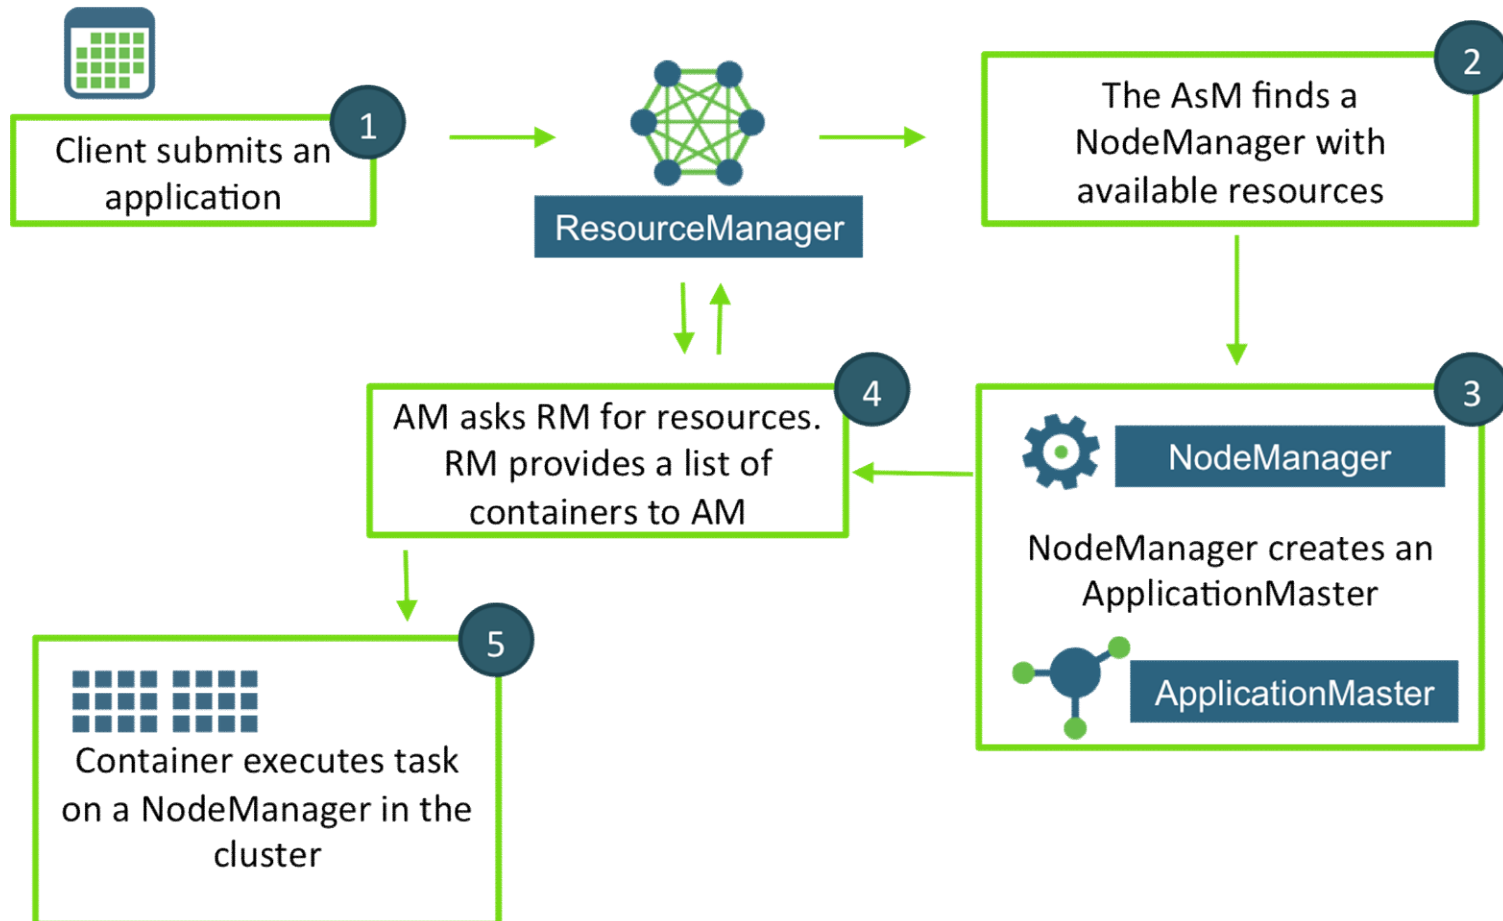 1
Client submits an
application
ResourceManager
2
The AsM finds a
NodeManager with
available resources
3
NodeManager
NodeManager creates an
ApplicationMaster
ApplicationMaster
4
AM asks RM for resources.
RM provides a list of
containers to AM
5
Container executes task
on a NodeManager in the
cluster